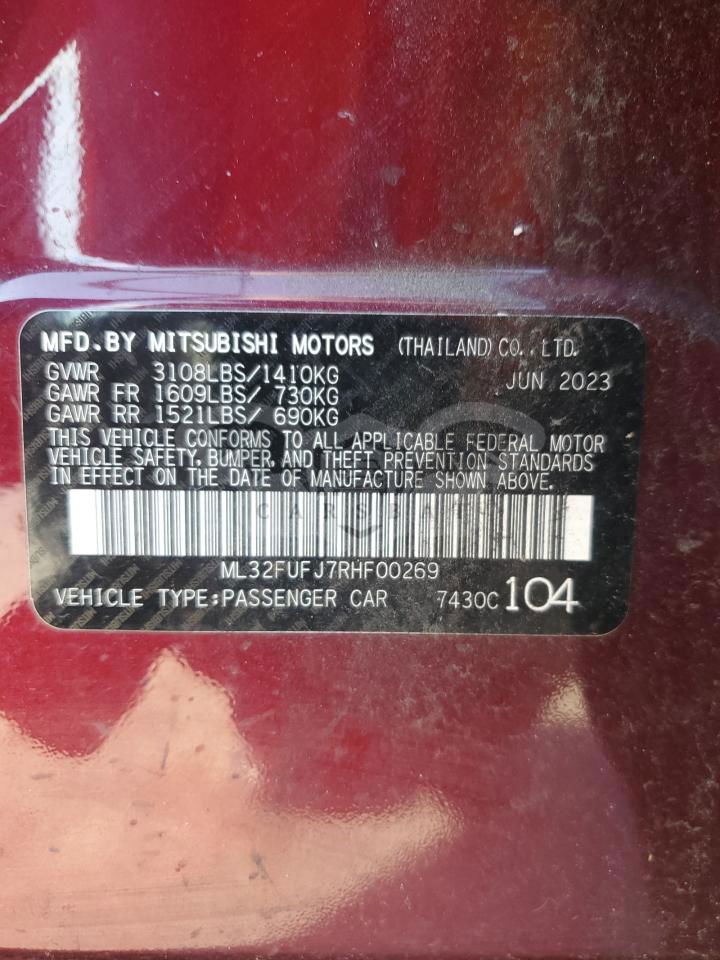 MFD.BY MITSUBISHI MOTORS (THAILAND) CO., LTD.
GVWR 3108LBS/1410KG JUN 2023
GAWR FR 1609LBS/ 730KG
GAWR RR 1521LBS/ 690KG
THIS VEHICLE CONFORMS TO ALL APPLICABLE FEDERAL MOTOR
VEHICLE SAFETY, BUMPER, AND THEFT PREVENTION STANDARDS
IN EFFECT ON THE DATE OF MANUFACTURE SHOWN ABOVE.
ML32FUFJ7RHF00269
VEHICLE TYPE:PASSENGER CAR 7430C 104